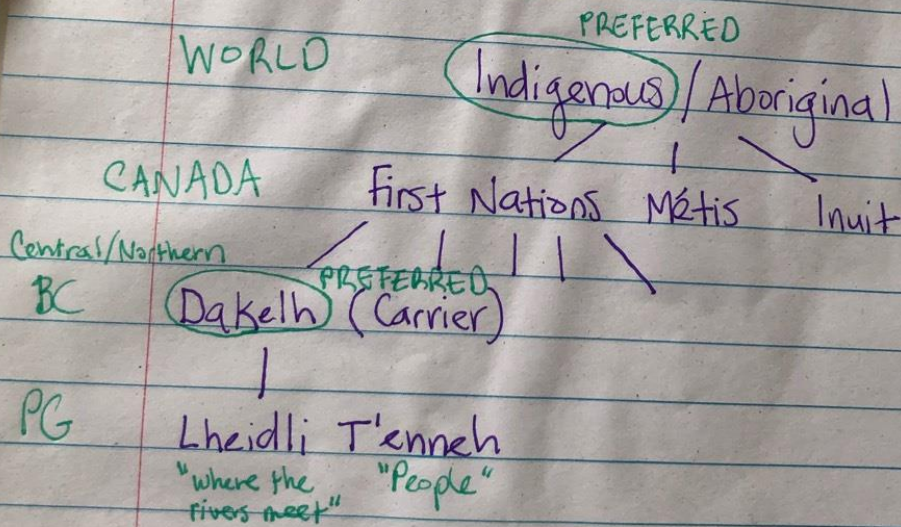 PREFERRED
WORLD Indigenous / Aboriginal
CANADA First Nations Métis Inuit
Central/Northern
PREFERRED
BC Dakelh (Carrier)
PG Lheidli T'enneh
"where the "People"
rivers meet"